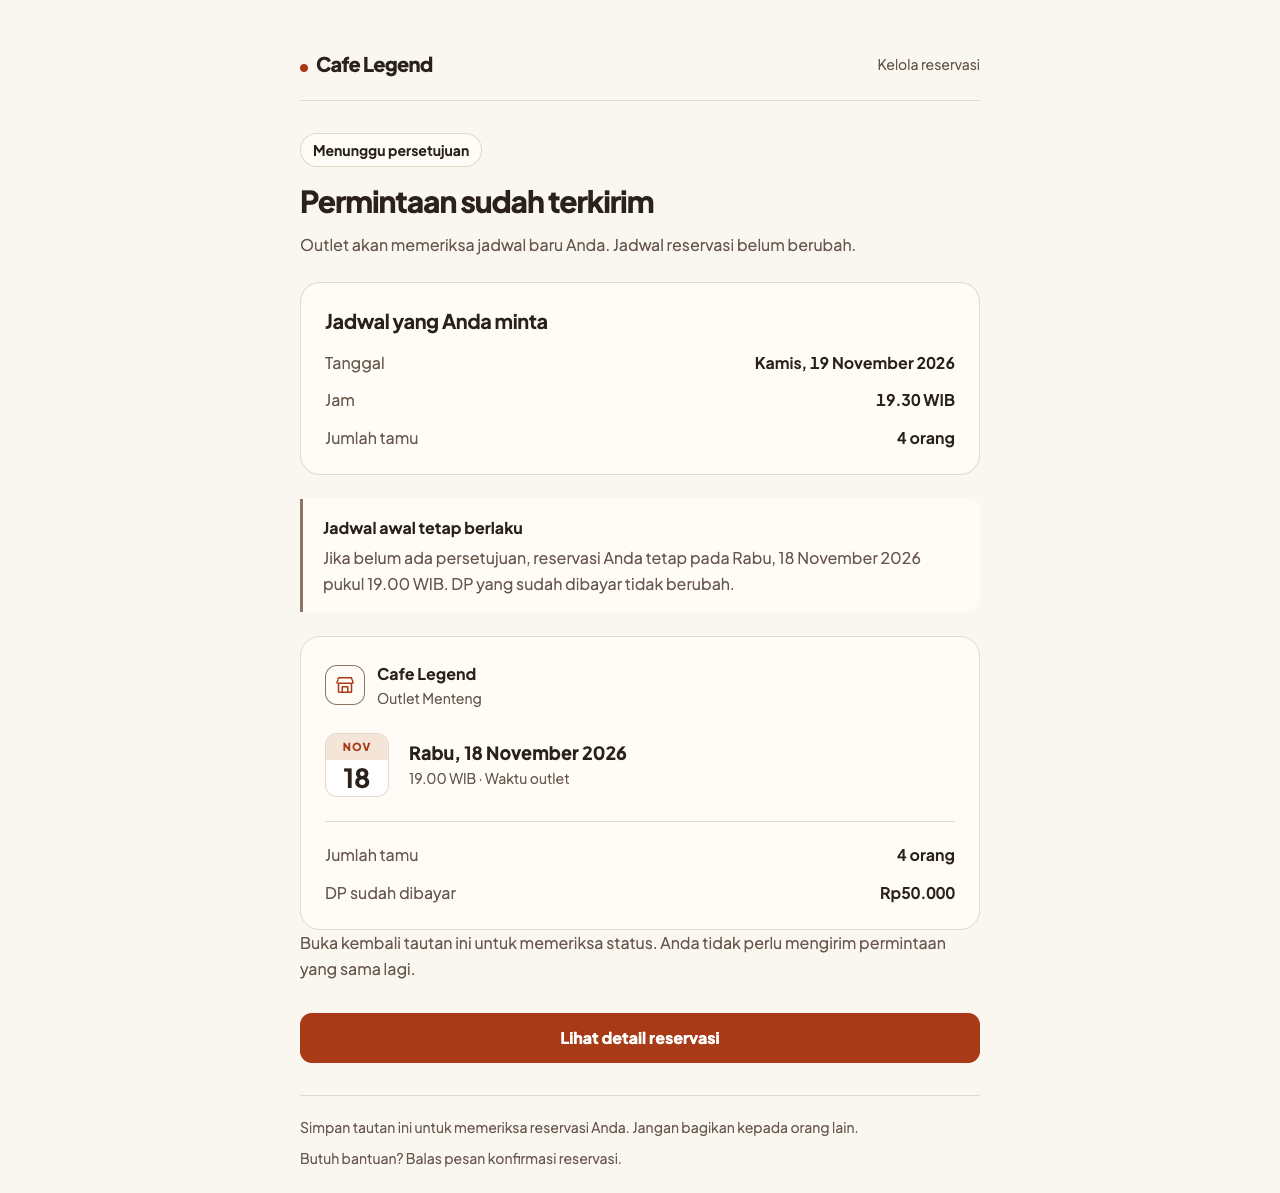 Cafe Legend
Kelola reservasi
Menunggu persetujuan
Permintaan sudah terkirim
Outlet akan memeriksa jadwal baru Anda. Jadwal reservasi belum berubah.
Jadwal yang Anda minta
Tanggal Kamis, 19 November 2026
Jam 19.30 WIB
Jumlah tamu 4 orang
Jadwal awal tetap berlaku
Jika belum ada persetujuan, reservasi Anda tetap pada Rabu, 18 November 2026
pukul 19.00 WIB. DP yang sudah dibayar tidak berubah.
Cafe Legend
Outlet Menteng
NOV
18
Rabu, 18 November 2026
19.00 WIB · Waktu outlet
Jumlah tamu 4 orang
DP sudah dibayar Rp50.000
Buka kembali tautan ini untuk memeriksa status. Anda tidak perlu mengirim permintaan
yang sama lagi.
Lihat detail reservasi
Simpan tautan ini untuk memeriksa reservasi Anda. Jangan bagikan kepada orang lain.
Butuh bantuan? Balas pesan konfirmasi reservasi.